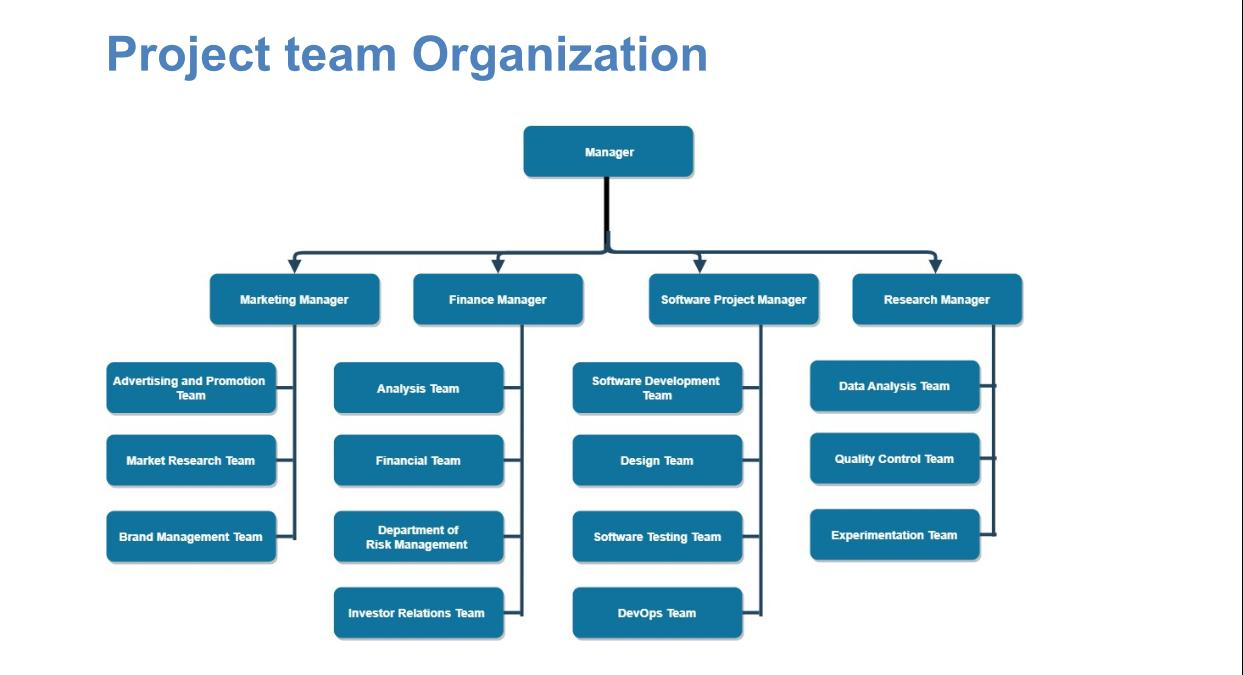 Project team Organization
Manager
Marketing Manager
Finance Manager
Software Project Manager
Research Manager
Advertising and Promotion
Team
Market Research Team
Brand Management Team
Analysis Team
Financial Team
Department of
Risk Management
Investor Relations Team
Software Development
Team
Design Team
Software Testing Team
DevOps Team
Data Analysis Team
Quality Control Team
Experimentation Team